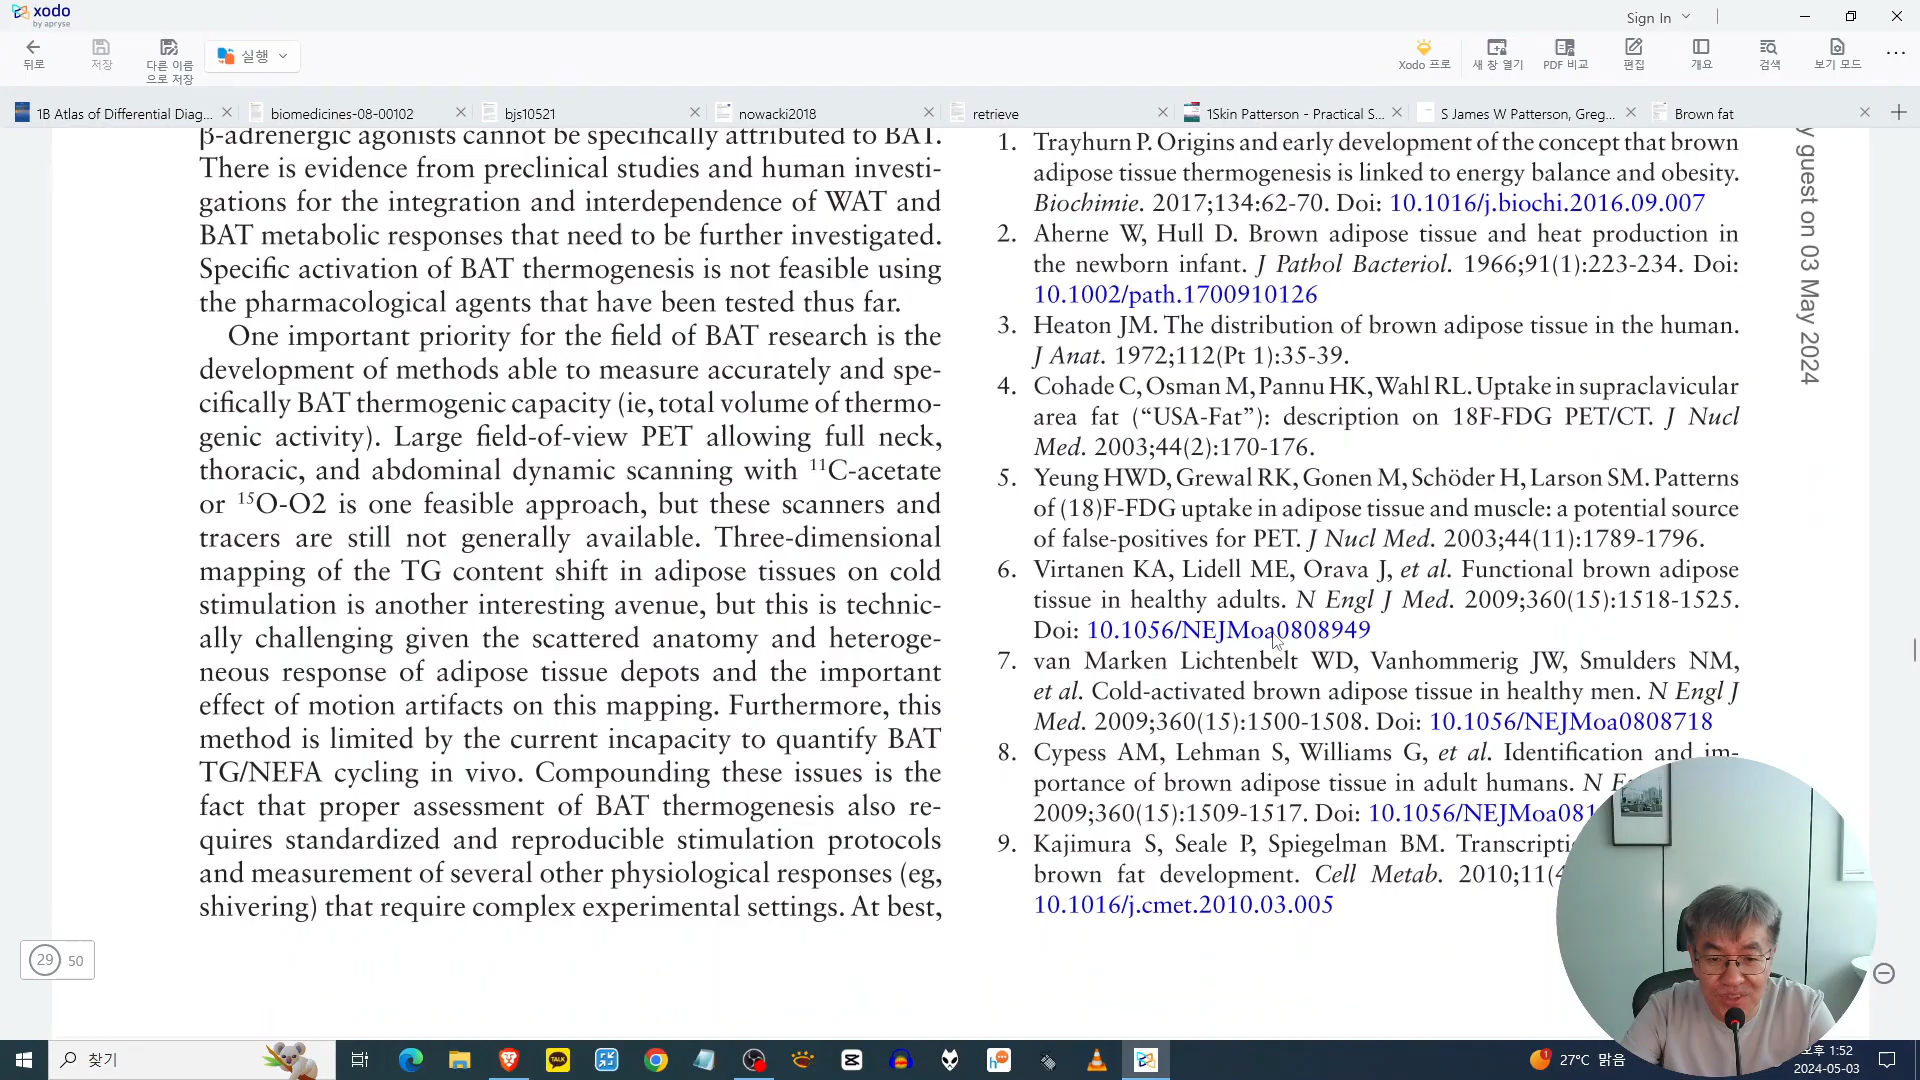 xodo
by apryse
Sign In
뒤로
저장
다른 이름
으로 저장
실행
Xodo 프로
새 창 열기
PDF 비교
편집
개요
검색
보기 모드
1B Atlas of Differential Diag...
biomedicines-08-00102
bjs10521
nowacki2018
retrieve
1Skin Patterson - Practical S...
S James W Patterson, Greg...
Brown fat
β-adrenergic agonists cannot be specifically attributed to BAT.
There is evidence from preclinical studies and human investi-
gations for the integration and interdependence of WAT and
BAT metabolic responses that need to be further investigated.
Specific activation of BAT thermogenesis is not feasible using
the pharmacological agents that have been tested thus far.
One important priority for the field of BAT research is the
development of methods able to measure accurately and spe-
cifically BAT thermogenic capacity (ie, total volume of thermo-
genic activity). Large field-of-view PET allowing full neck,
thoracic, and abdominal dynamic scanning with ¹¹C-acetate
or ¹⁵O-O2 is one feasible approach, but these scanners and
tracers are still not generally available. Three-dimensional
mapping of the TG content shift in adipose tissues on cold
stimulation is another interesting avenue, but this is technic-
ally challenging given the scattered anatomy and heteroge-
neous response of adipose tissue depots and the important
effect of motion artifacts on this mapping. Furthermore, this
method is limited by the current incapacity to quantify BAT
TG/NEFA cycling in vivo. Compounding these issues is the
fact that proper assessment of BAT thermogenesis also re-
quires standardized and reproducible stimulation protocols
and measurement of several other physiological responses (eg,
shivering) that require complex experimental settings. At best,
1. Trayhurn P. Origins and early development of the concept that brown
adipose tissue thermogenesis is linked to energy balance and obesity.
Biochimie. 2017;134:62-70. Doi: 10.1016/j.biochi.2016.09.007
2. Aherne W, Hull D. Brown adipose tissue and heat production in
the newborn infant. J Pathol Bacteriol. 1966;91(1):223-234. Doi:
10.1002/path.1700910126
3. Heaton JM. The distribution of brown adipose tissue in the human.
J Anat. 1972;112(Pt 1):35-39.
4. Cohade C, Osman M, Pannu HK, Wahl RL. Uptake in supraclavicular
area fat (“USA-Fat”): description on 18F-FDG PET/CT. J Nucl
Med. 2003;44(2):170-176.
5. Yeung HWD, Grewal RK, Gonen M, Schöder H, Larson SM. Patterns
of (18)F-FDG uptake in adipose tissue and muscle: a potential source
of false-positives for PET. J Nucl Med. 2003;44(11):1789-1796.
6. Virtanen KA, Lidell ME, Orava J, et al. Functional brown adipose
tissue in healthy adults. N Engl J Med. 2009;360(15):1518-1525.
Doi: 10.1056/NEJMoa0808949
7. van Marken Lichtenbelt WD, Vanhommerig JW, Smulders NM,
et al. Cold-activated brown adipose tissue in healthy men. N Engl J
Med. 2009;360(15):1500-1508. Doi: 10.1056/NEJMoa0808718
8. Cypess AM, Lehman S, Williams G, et al. Identification and im-
portance of brown adipose tissue in adult humans. N
2009;360(15):1509-1517. Doi: 10.1056/NEJMoa081
9. Kajimura S, Seale P, Spiegelman BM.
brown fat development. Cell Metab. 2010;11(4
10.1016/j.cmet.2010.03.005
y guest on 03 May 2024
29 50
찾기
27°C 맑음
오후 1:52
2024-05-03